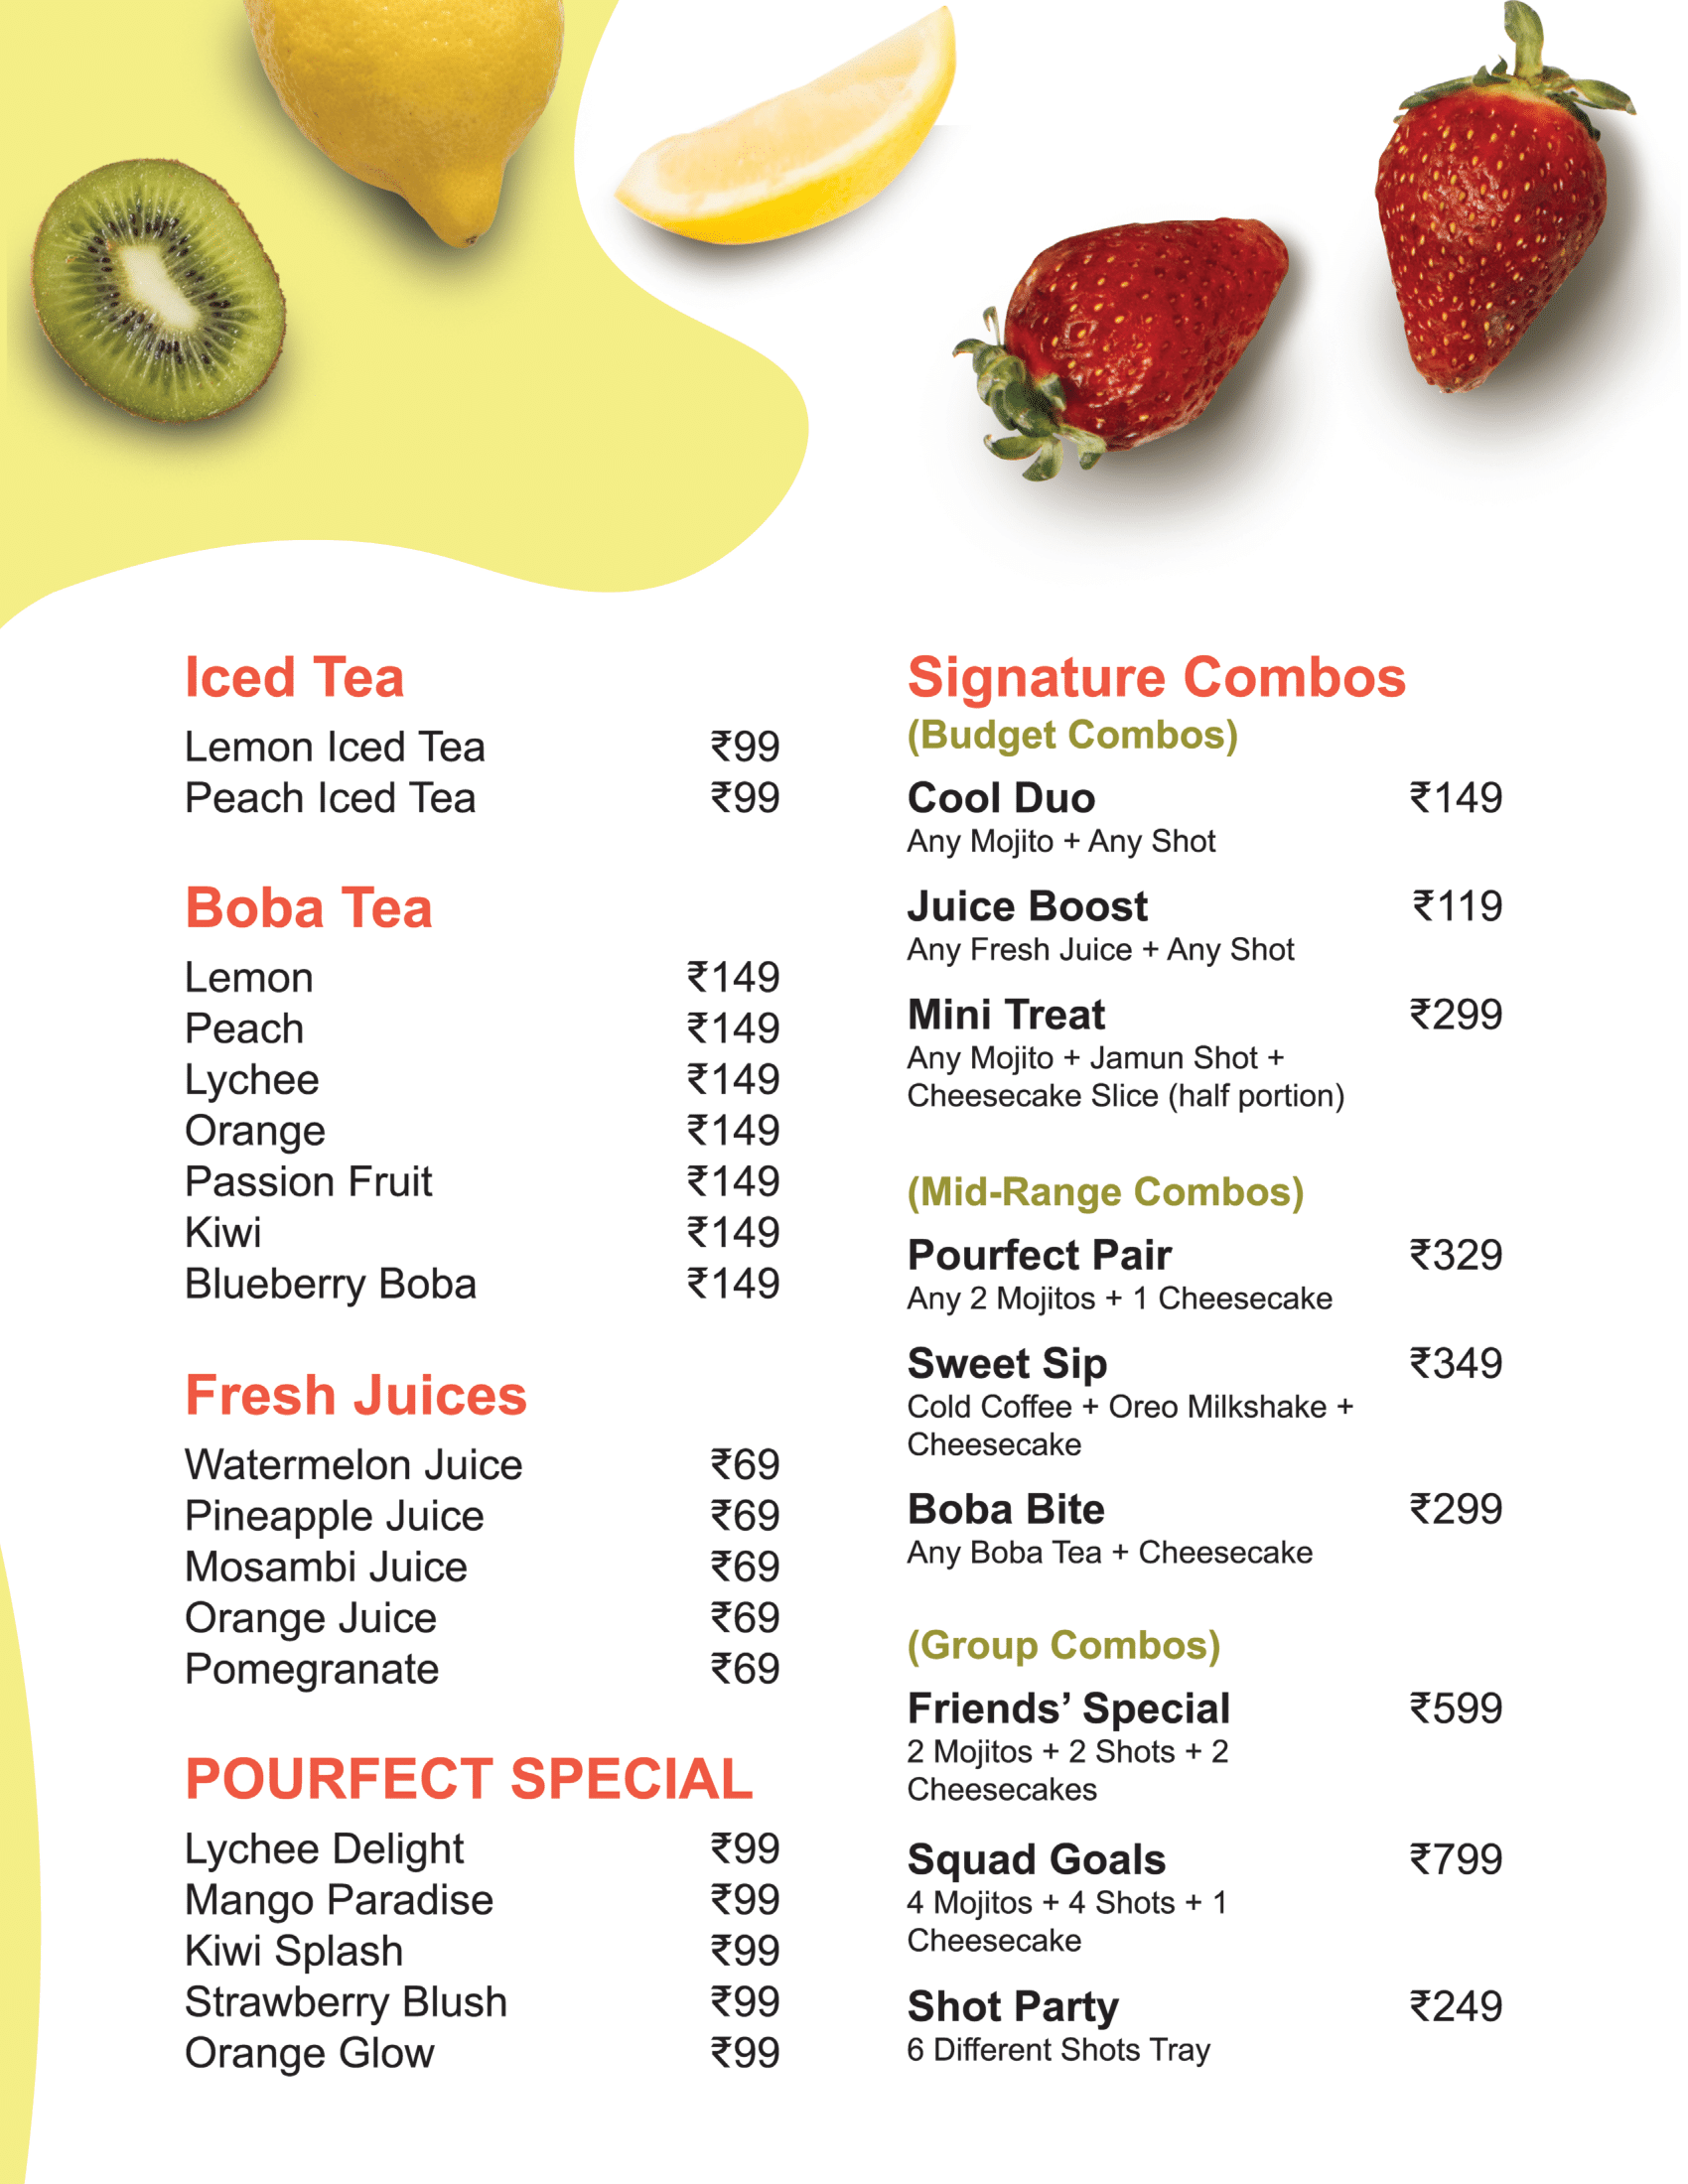 Iced Tea
Lemon Iced Tea ₹99
Peach Iced Tea ₹99
Boba Tea
Lemon ₹149
Peach ₹149
Lychee ₹149
Orange ₹149
Passion Fruit ₹149
Kiwi ₹149
Blueberry Boba ₹149
Fresh Juices
Watermelon Juice ₹69
Pineapple Juice ₹69
Mosambi Juice ₹69
Orange Juice ₹69
Pomegranate ₹69
POURFECT SPECIAL
Lychee Delight ₹99
Mango Paradise ₹99
Kiwi Splash ₹99
Strawberry Blush ₹99
Orange Glow ₹99
Signature Combos
(Budget Combos)
Cool Duo ₹149
Any Mojito + Any Shot
Juice Boost ₹119
Any Fresh Juice + Any Shot
Mini Treat ₹299
Any Mojito + Jamun Shot +
Cheesecake Slice (half portion)
(Mid-Range Combos)
Pourfect Pair ₹329
Any 2 Mojitos + 1 Cheesecake
Sweet Sip ₹349
Cold Coffee + Oreo Milkshake +
Cheesecake
Boba Bite ₹299
Any Boba Tea + Cheesecake
(Group Combos)
Friends’ Special ₹599
2 Mojitos + 2 Shots + 2
Cheesecakes
Squad Goals ₹799
4 Mojitos + 4 Shots + 1
Cheesecake
Shot Party ₹249
6 Different Shots Tray